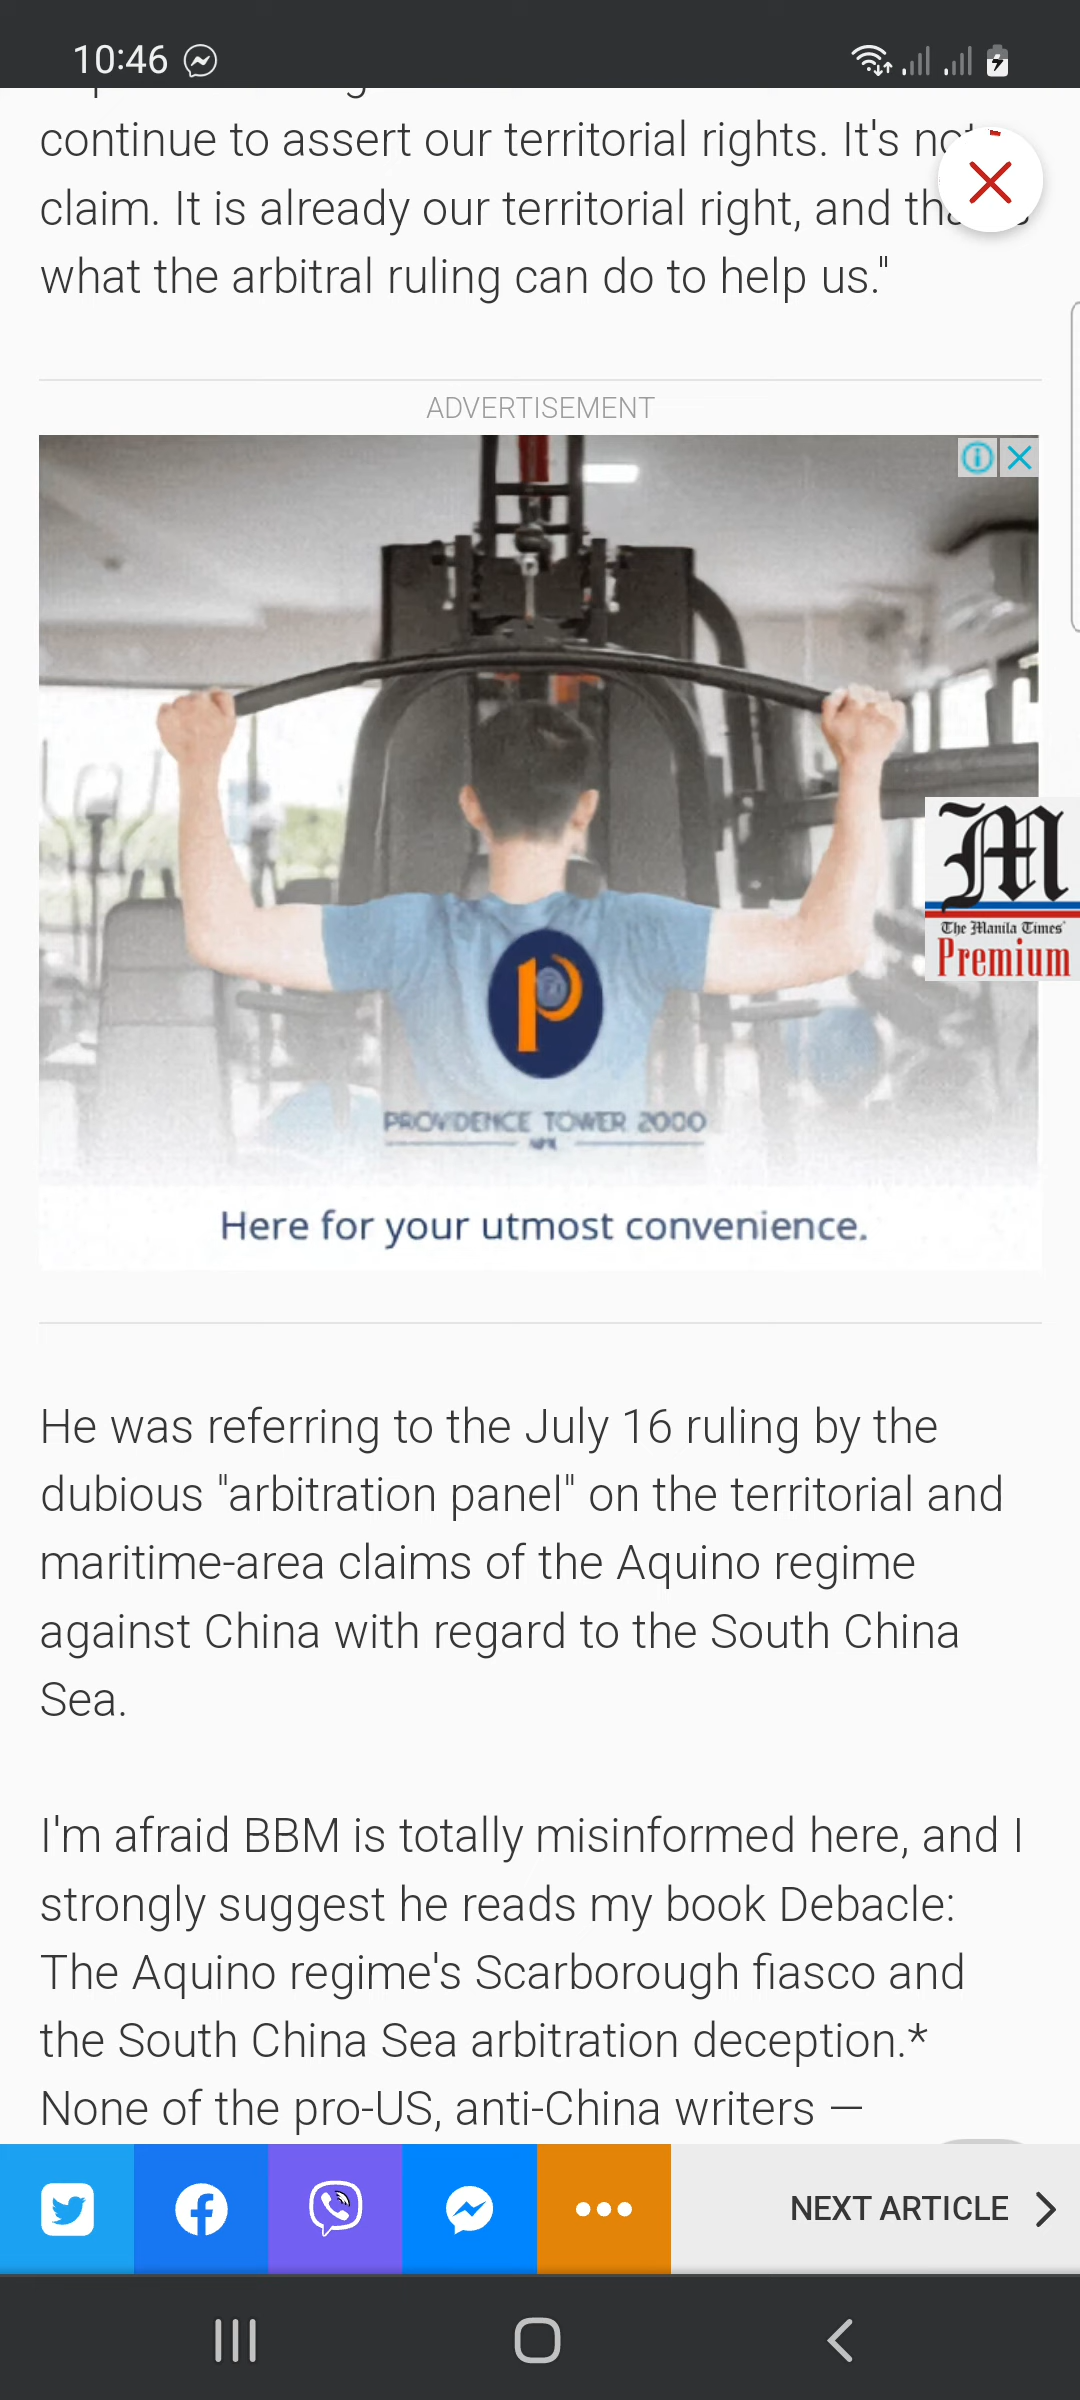 10:46
continue to assert our territorial rights. It's not
claim. It is already our territorial right, and
what the arbitral ruling can do to help us."
ADVERTISEMENT
The Manila Times
Premium
PROVIDENCE TOWER 2000
Here for your utmost convenience.
He was referring to the July 16 ruling by the
dubious "arbitration panel" on the territorial and
maritime-area claims of the Aquino regime
against China with regard to the South China
Sea.
I'm afraid BBM is totally misinformed here, and I
strongly suggest he reads my book Debacle:
The Aquino regime's Scarborough fiasco and
the South China Sea arbitration deception.*
None of the pro-US, anti-China writers —
NEXT ARTICLE